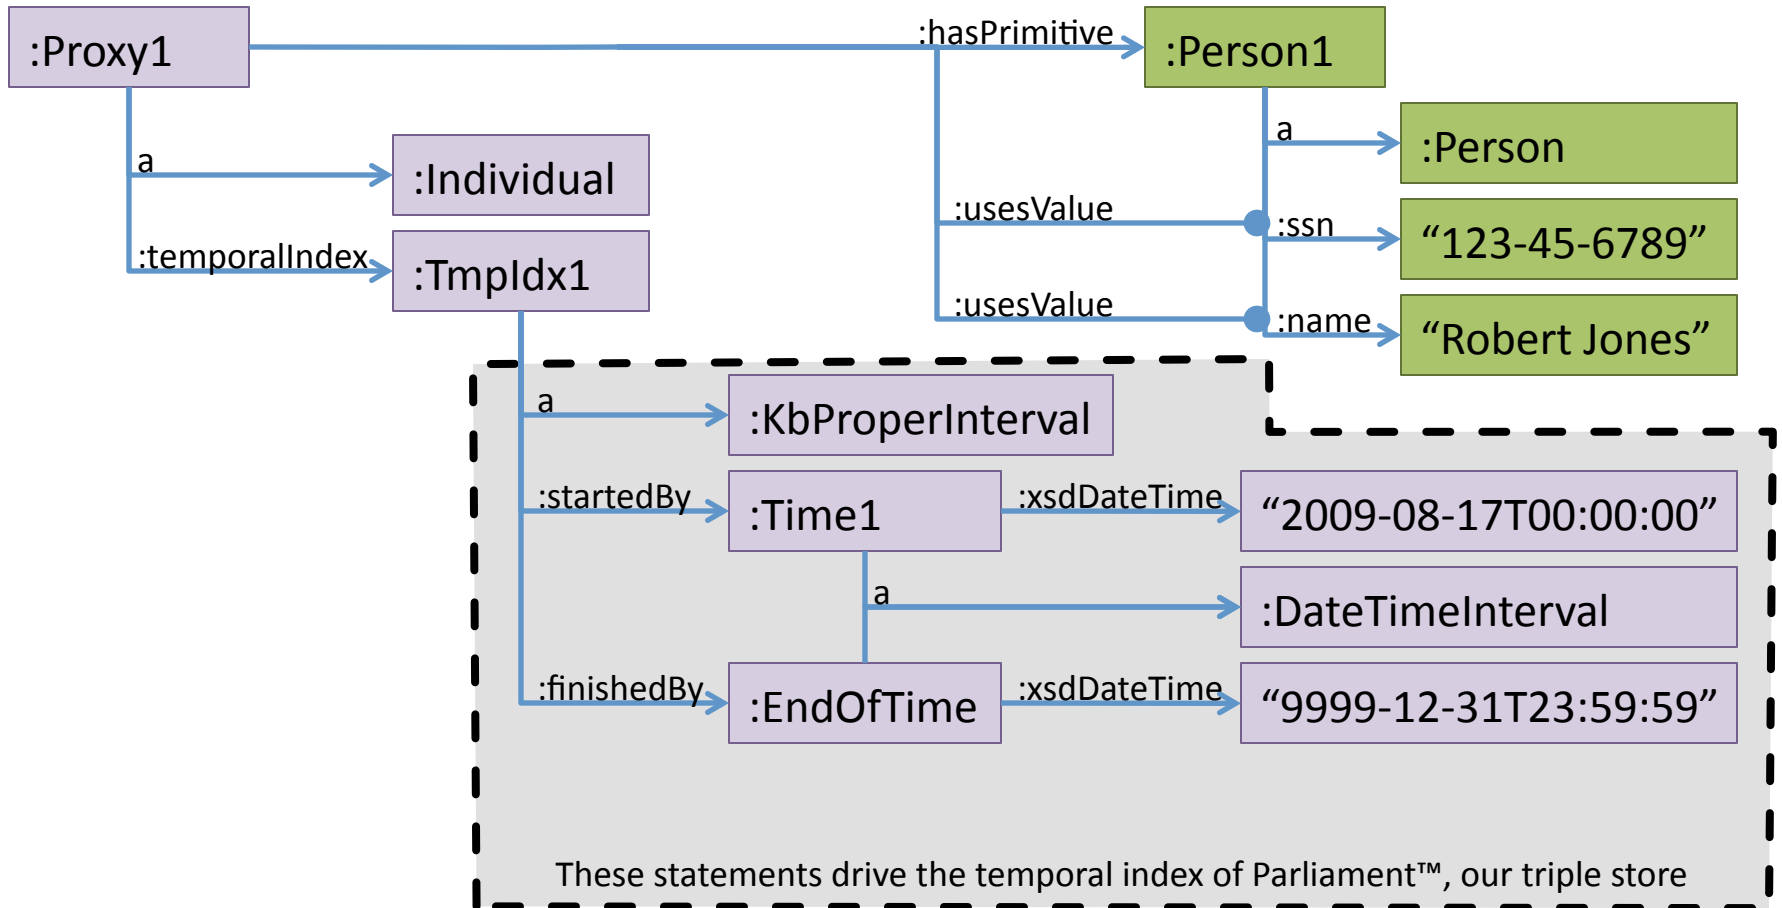 :Proxy1
:hasPrimitive
:Person1
a
:Person
a
:Individual
:usesValue
:ssn
“123-45-6789”
:temporalIndex
:TmpIdx1
:usesValue
:name
“Robert Jones”
a
:KbProperInterval
:startedBy
:Time1
:xsdDateTime
“2009-08-17T00:00:00”
a
:DateTimeInterval
:finishedBy
:EndOfTime
:xsdDateTime
“9999-12-31T23:59:59”
These statements drive the temporal index of Parliament™, our triple store